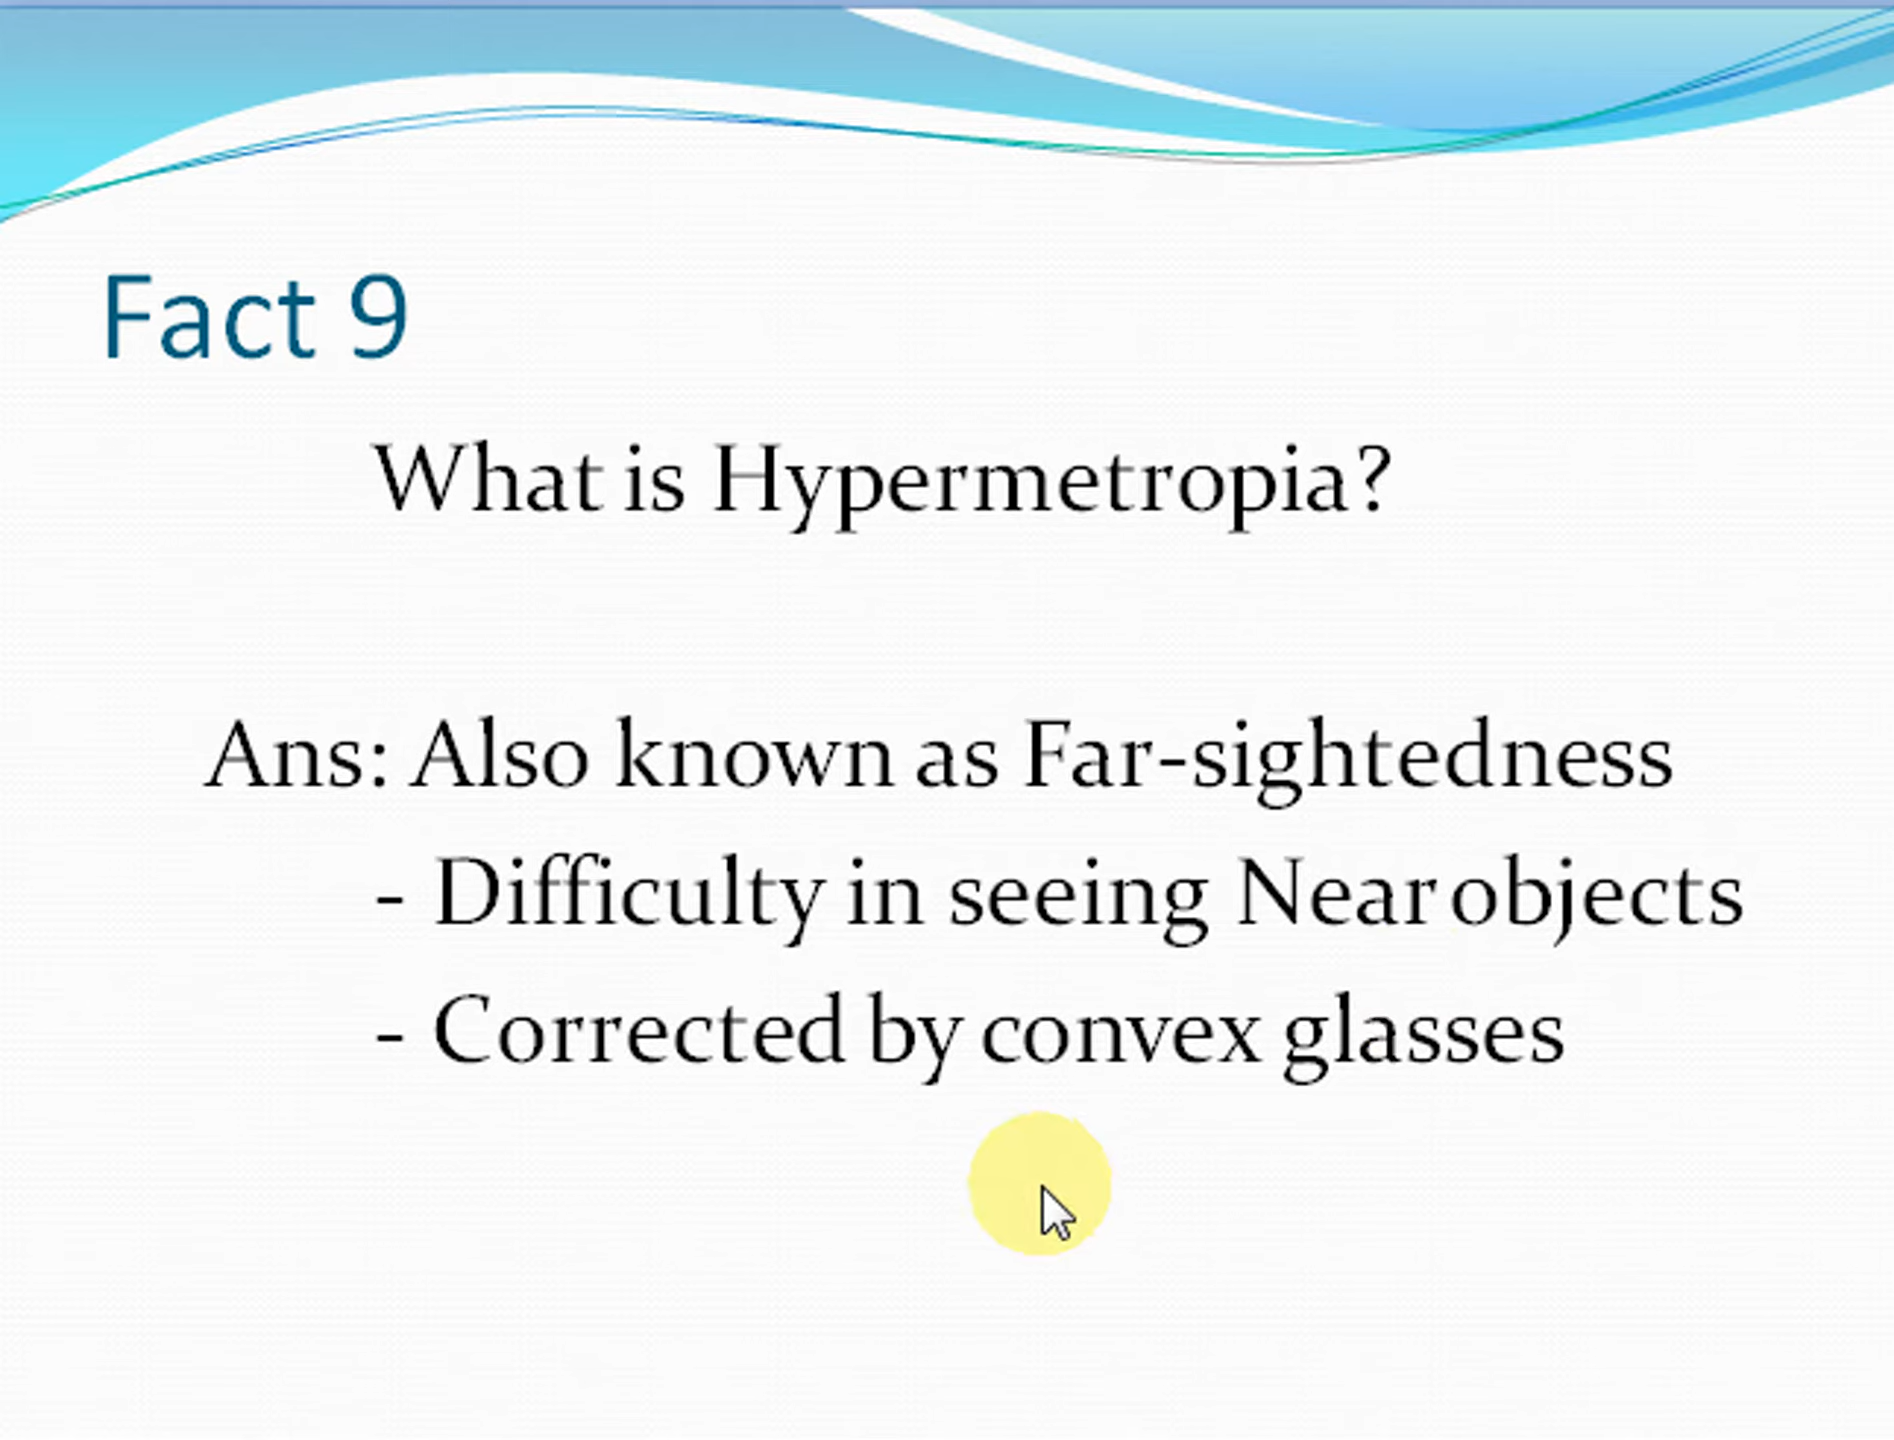 Fact 9
What is Hypermetropia?
Ans: Also known as Far-sightedness
- Difficulty in seeing Near objects
- Corrected by convex glasses